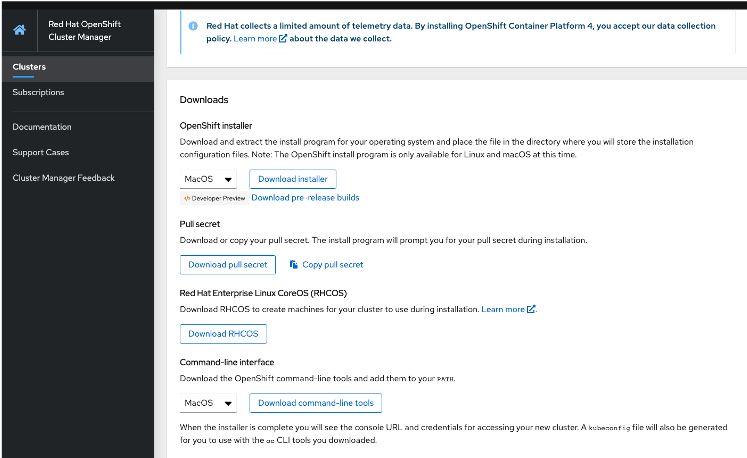 Red Hat OpenShift
Cluster Manager
Clusters
Subscriptions
Documentation
Support Cases
Cluster Manager Feedback
Red Hat collects a limited amount of telemetry data. By installing OpenShift Container Platform 4, you accept our data collection
policy. Learn more about the data we collect.
Downloads
OpenShift installer
Download and extract the install program for your operating system and place the file in the directory where you will store the installation
configuration files. Note: The OpenShift install program is only available for Linux and macOS at this time.
MacOS Download installer
</> Developer Preview Download pre-release builds
Pull secret
Download or copy your pull secret. The install program will prompt you for your pull secret during installation.
Download pull secret Copy pull secret
Red Hat Enterprise Linux CoreOS (RHCOS)
Download RHCOS to create machines for your cluster to use during installation. Learn more.
Download RHCOS
Command-line interface
Download the OpenShift command-line tools and add them to your PATH.
MacOS Download command-line tools
When the installer is complete you will see the console URL and credentials for accessing your new cluster. A kubeconfig file will also be generated
for you to use with the oc CLI tools you downloaded.